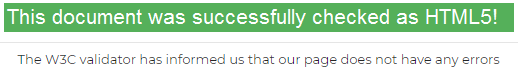 This document was successfully checked as HTML5!
The W3C validator has informed us that our page does not have any errors